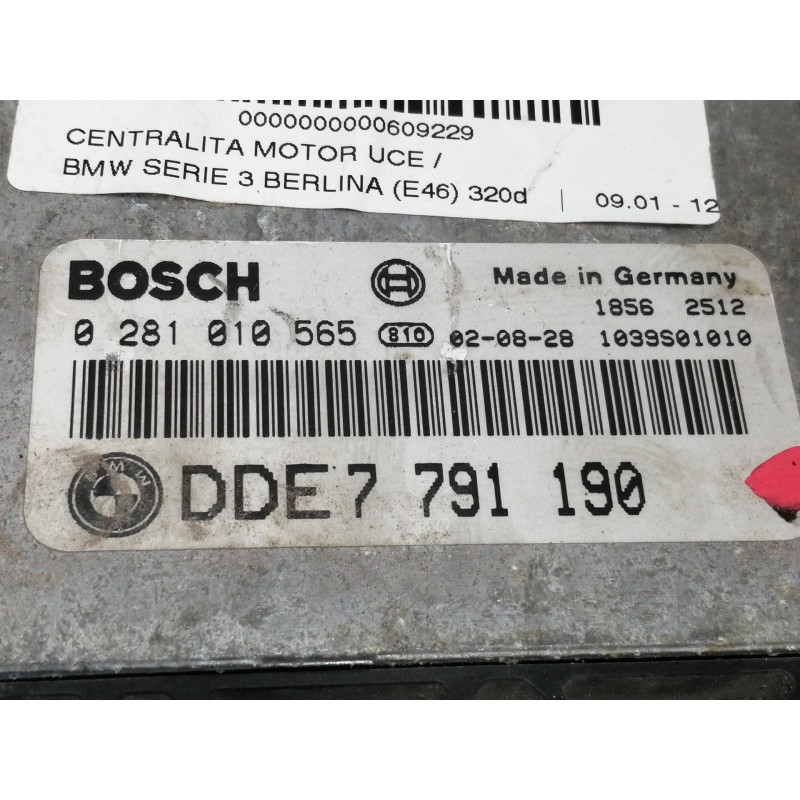 0000000000609229
CENTRALITA MOTOR UCE /
BMW SERIE 3 BERLINA (E46) 320d | 09.01 - 12
BOSCH Made in Germany
1856 2512
0 281 010 565 810 02-08-28 1039S01010
BMW DDE7 791 190